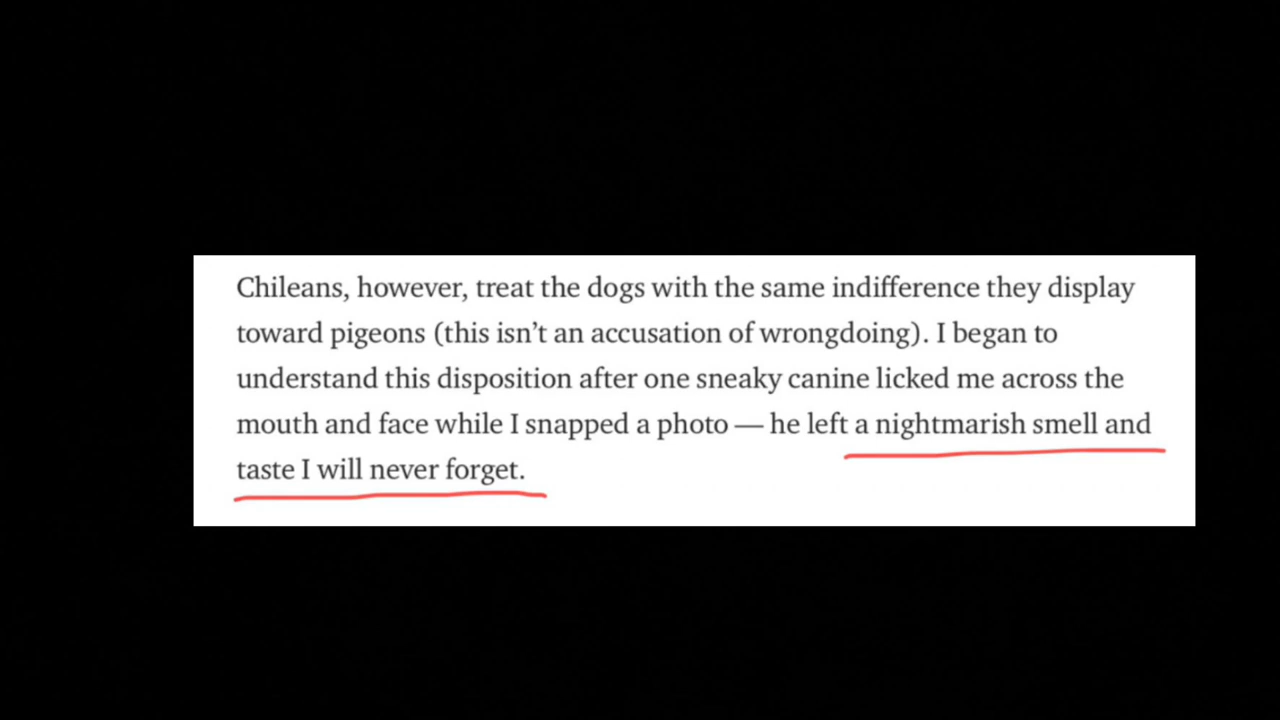 Chileans, however, treat the dogs with the same indifference they display
toward pigeons (this isn’t an accusation of wrongdoing). I began to
understand this disposition after one sneaky canine licked me across the
mouth and face while I snapped a photo — he left a nightmarish smell and
taste I will never forget.